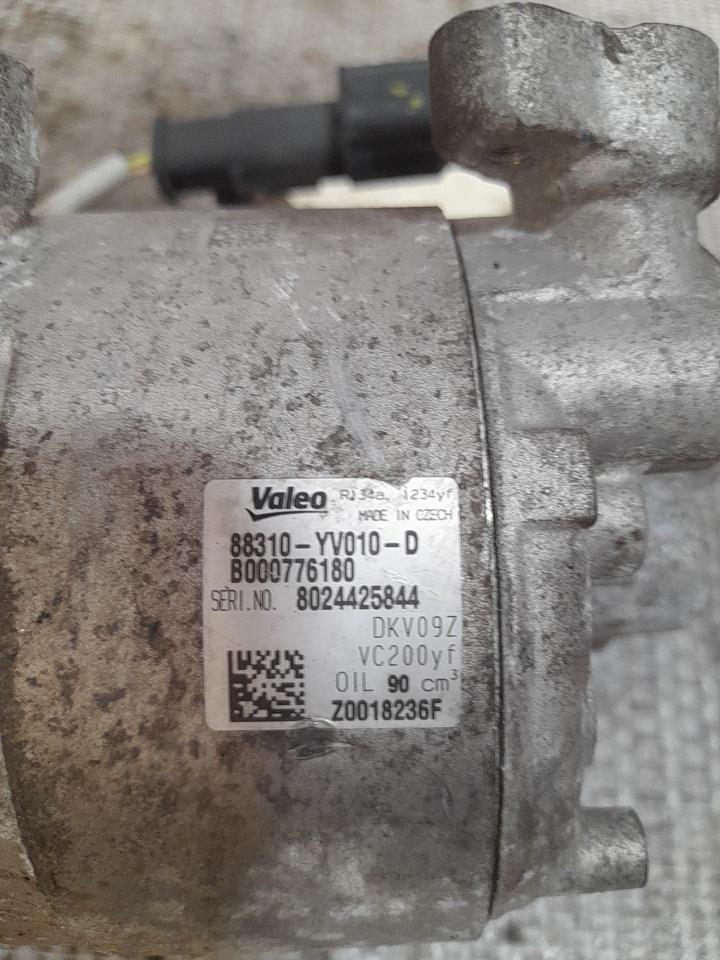 Valeo R134a, 1234yf
MADE IN CZECH
88310-YV010-D
B000776180
SERI.NO. 8024425844
DKV09Z
VC200yf
OIL 90 cm³
Z0018236F